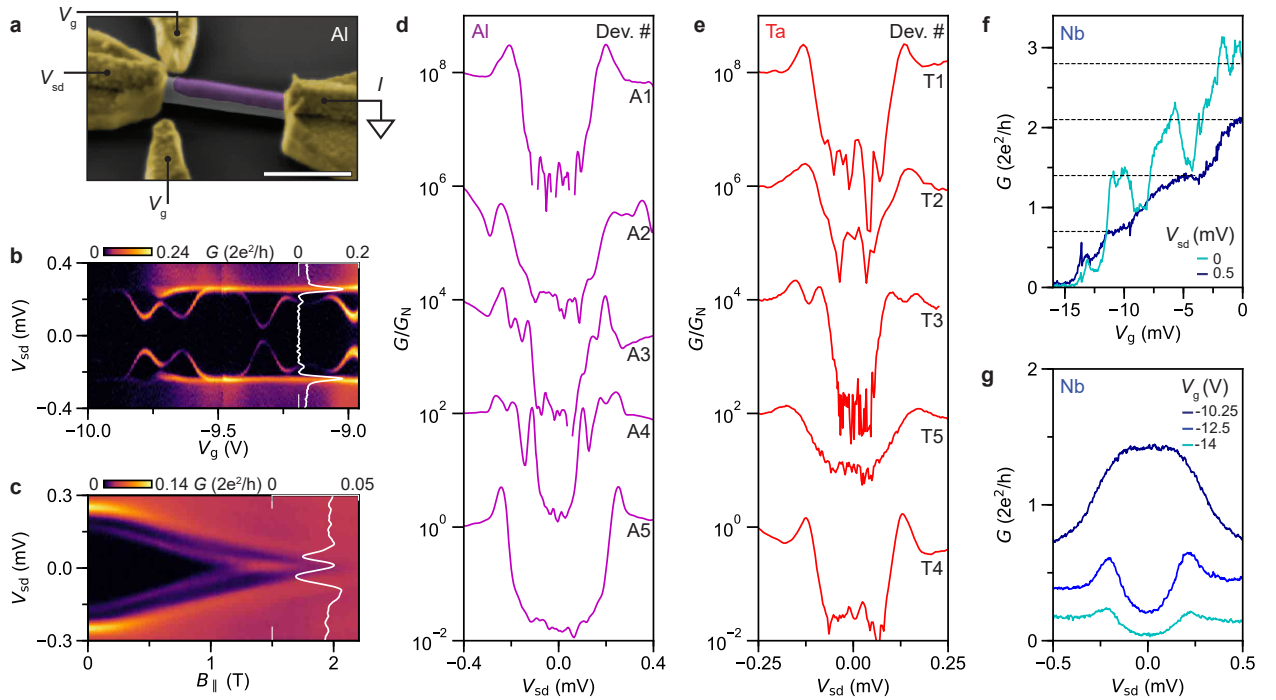 a
V_g
Al
V_sd
I
V_g
b
0 0.24 G (2e²/h) 0 0.2
0.4
0.0
−0.4
V_sd (mV)
−10.0 −9.5 −9.0
V_g (V)
c
0 0.14 G (2e²/h) 0 0.05
0.3
0.0
−0.3
V_sd (mV)
0 1 2
B_∥ (T)
d
Al Dev. #
10⁸
10⁶
10⁴
10²
10⁰
10⁻²
G/G_N
A1
A2
A3
A4
A5
−0.4 0.0 0.4
V_sd (mV)
e
Ta Dev. #
10⁸
10⁶
10⁴
10²
10⁰
10⁻²
G/G_N
T1
T2
T3
T5
T4
−0.25 0.00 0.25
V_sd (mV)
f
Nb
3
2
1
0
G (2e²/h)
V_sd (mV)
0
0.5
−15 −10 −5 0
V_g (mV)
g
Nb
2
1
0
G (2e²/h)
V_g (V)
-10.25
-12.5
-14
−0.5 0.0 0.5
V_sd (mV)